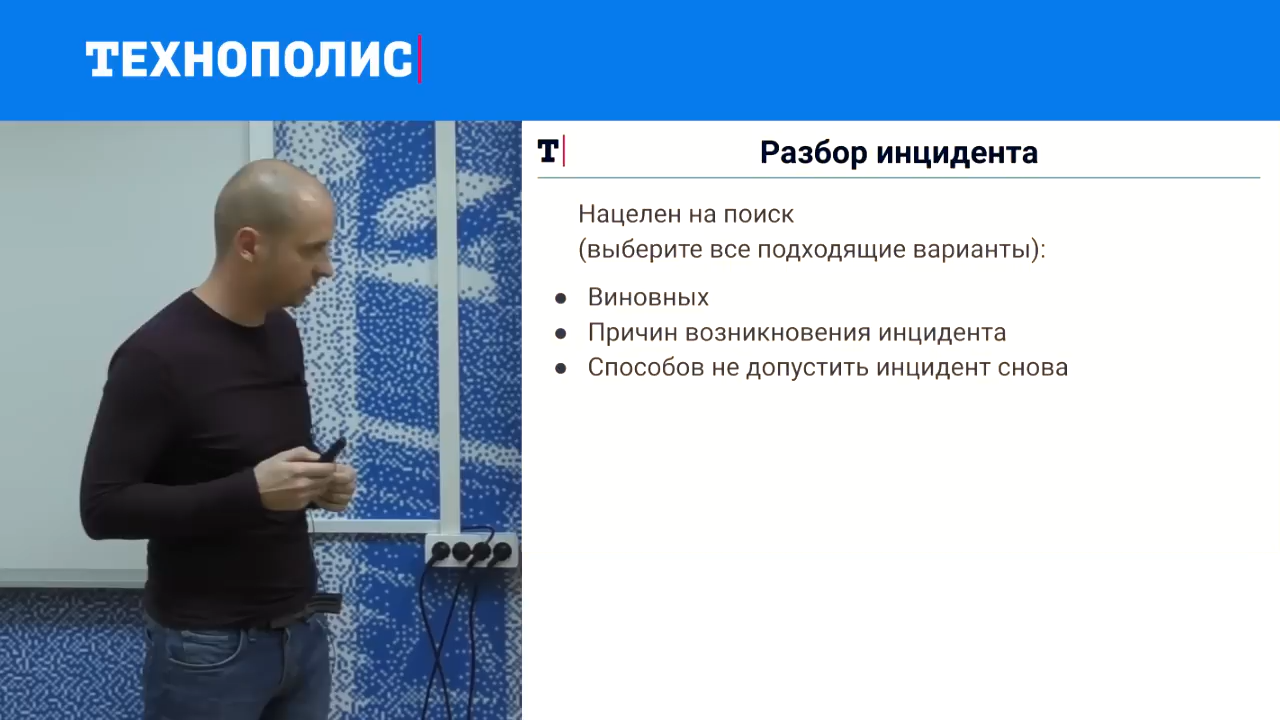 ТЕХНОПОЛИС
Т
Разбор инцидента
Нацелен на поиск
(выберите все подходящие варианты):
● Виновных
● Причин возникновения инцидента
● Способов не допустить инцидент снова